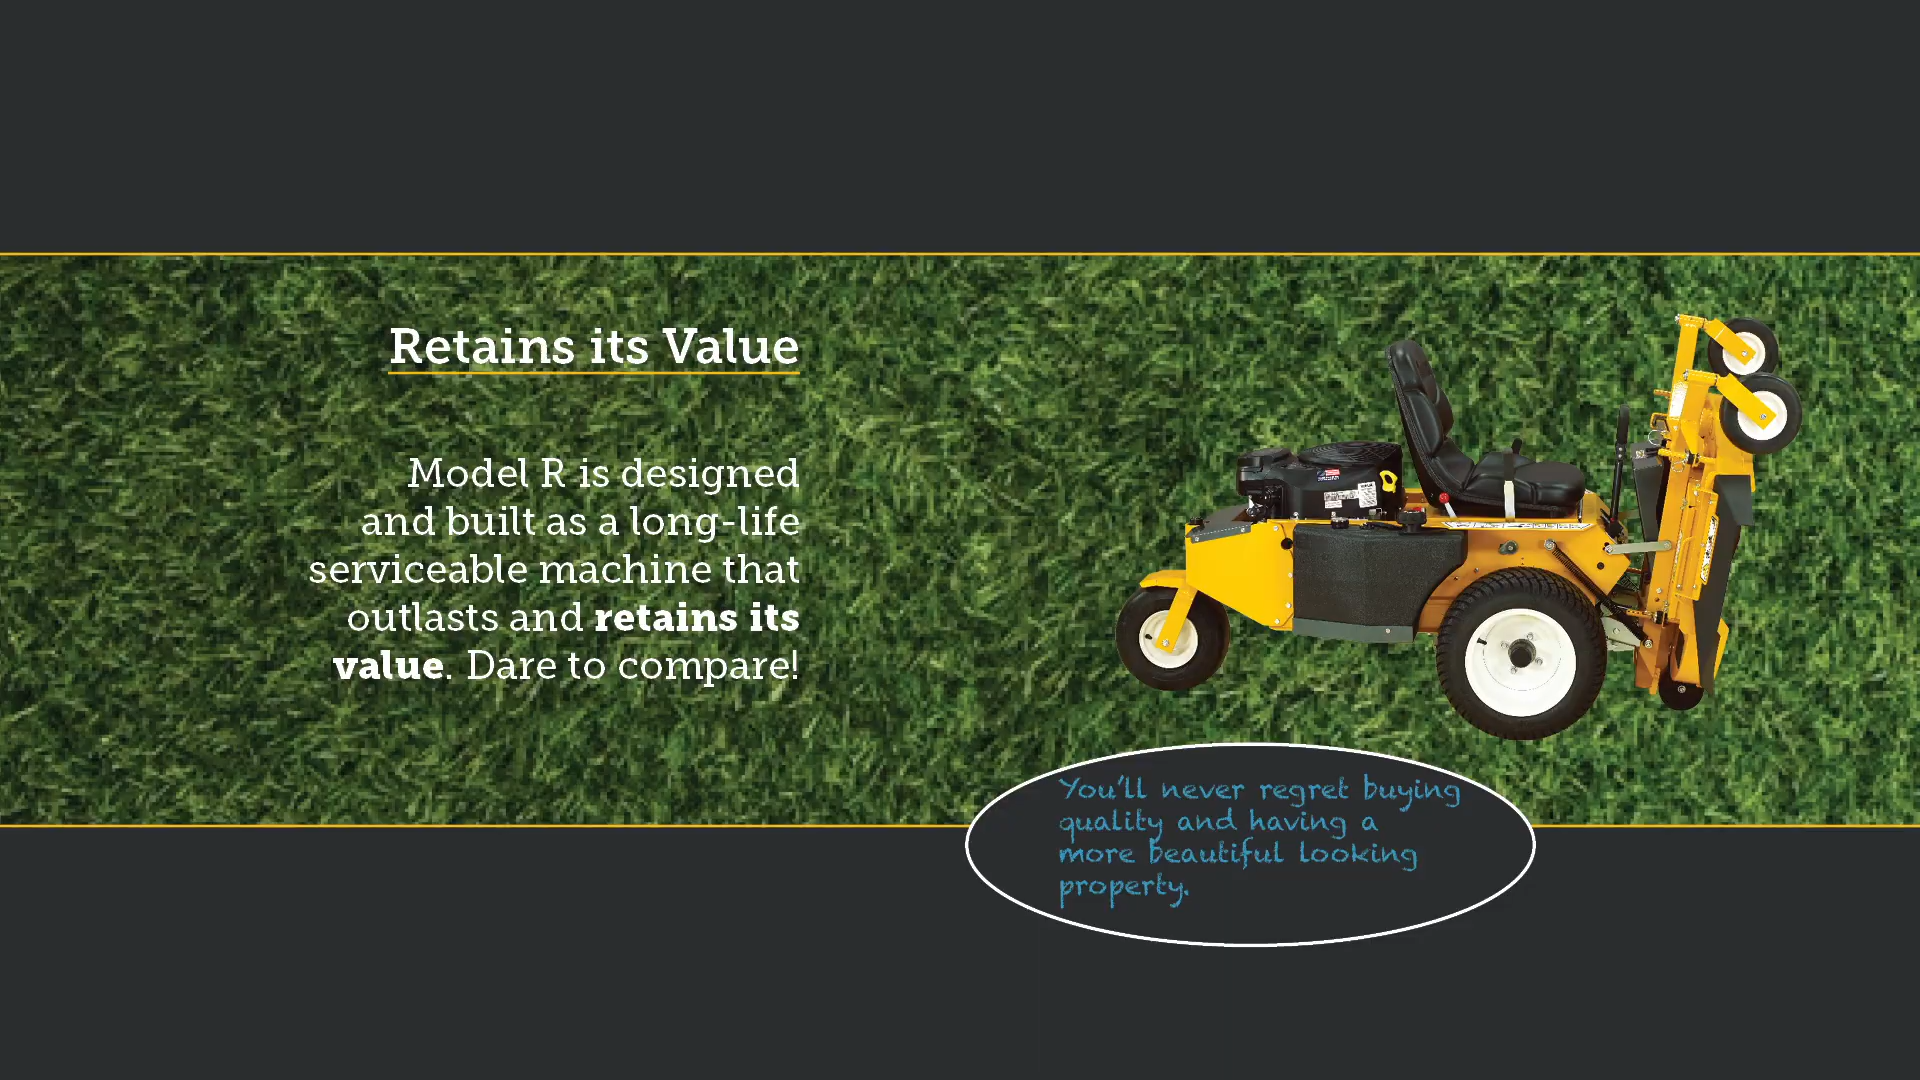 Retains its Value
Model R is designed
and built as a long-life
serviceable machine that
outlasts and retains its
value. Dare to compare!
You'll never regret buying
quality and having a
more beautiful looking
property.